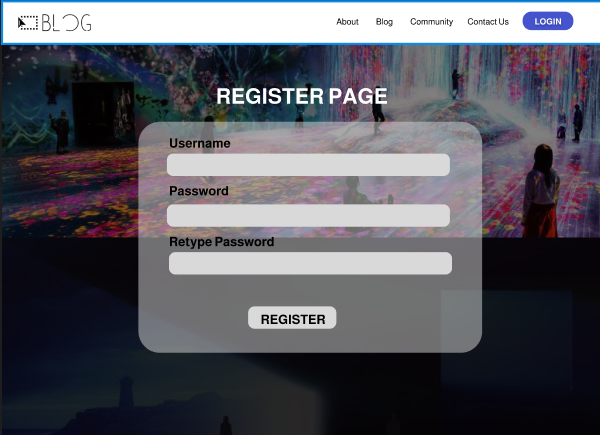 BLOG
About Blog Community Contact Us LOGIN
REGISTER PAGE
Username
Password
Retype Password
REGISTER